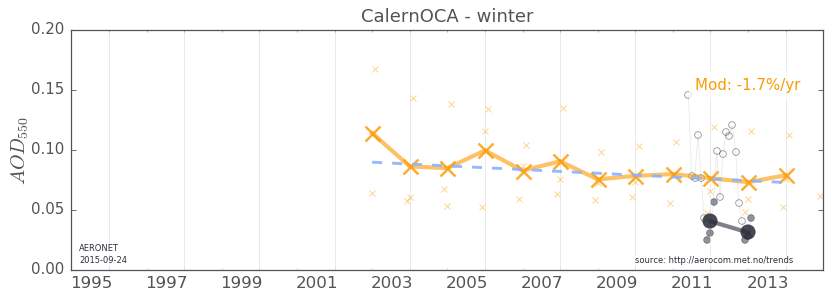 CalernOCA - winter
0.20
0.15
0.10
0.05
0.00
AOD550
Mod: -1.7%/yr
AERONET
2015-09-24
source: http://aerocom.met.no/trends
1995 1997 1999 2001 2003 2005 2007 2009 2011 2013